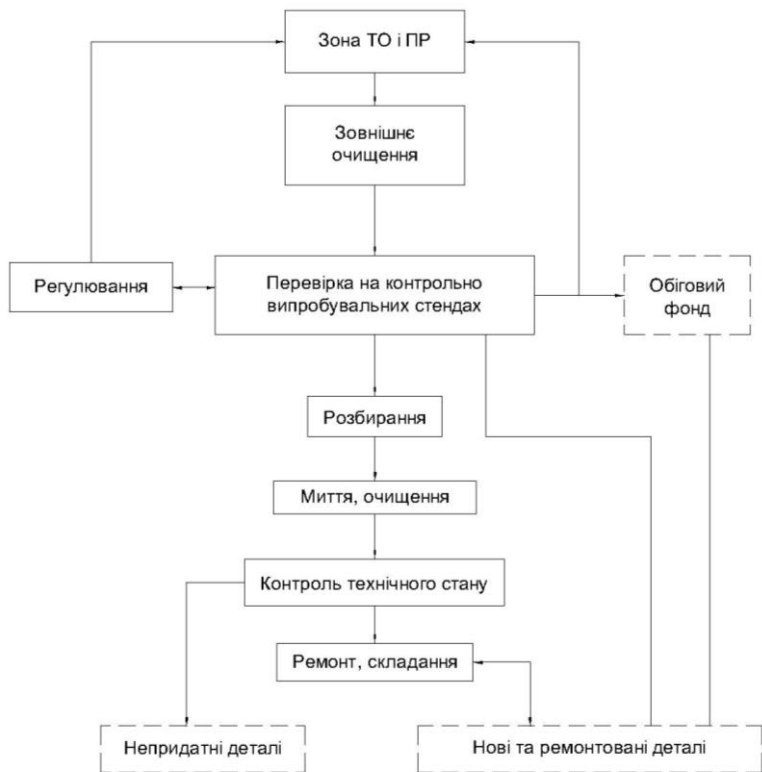 Зона ТО і ПР
Зовнішнє
очищення
Регулювання
Перевірка на контрольно
випробувальних стендах
Обіговий
фонд
Розбирання
Миття, очищення
Контроль технічного стану
Ремонт, складання
Непридатні деталі
Нові та ремонтовані деталі